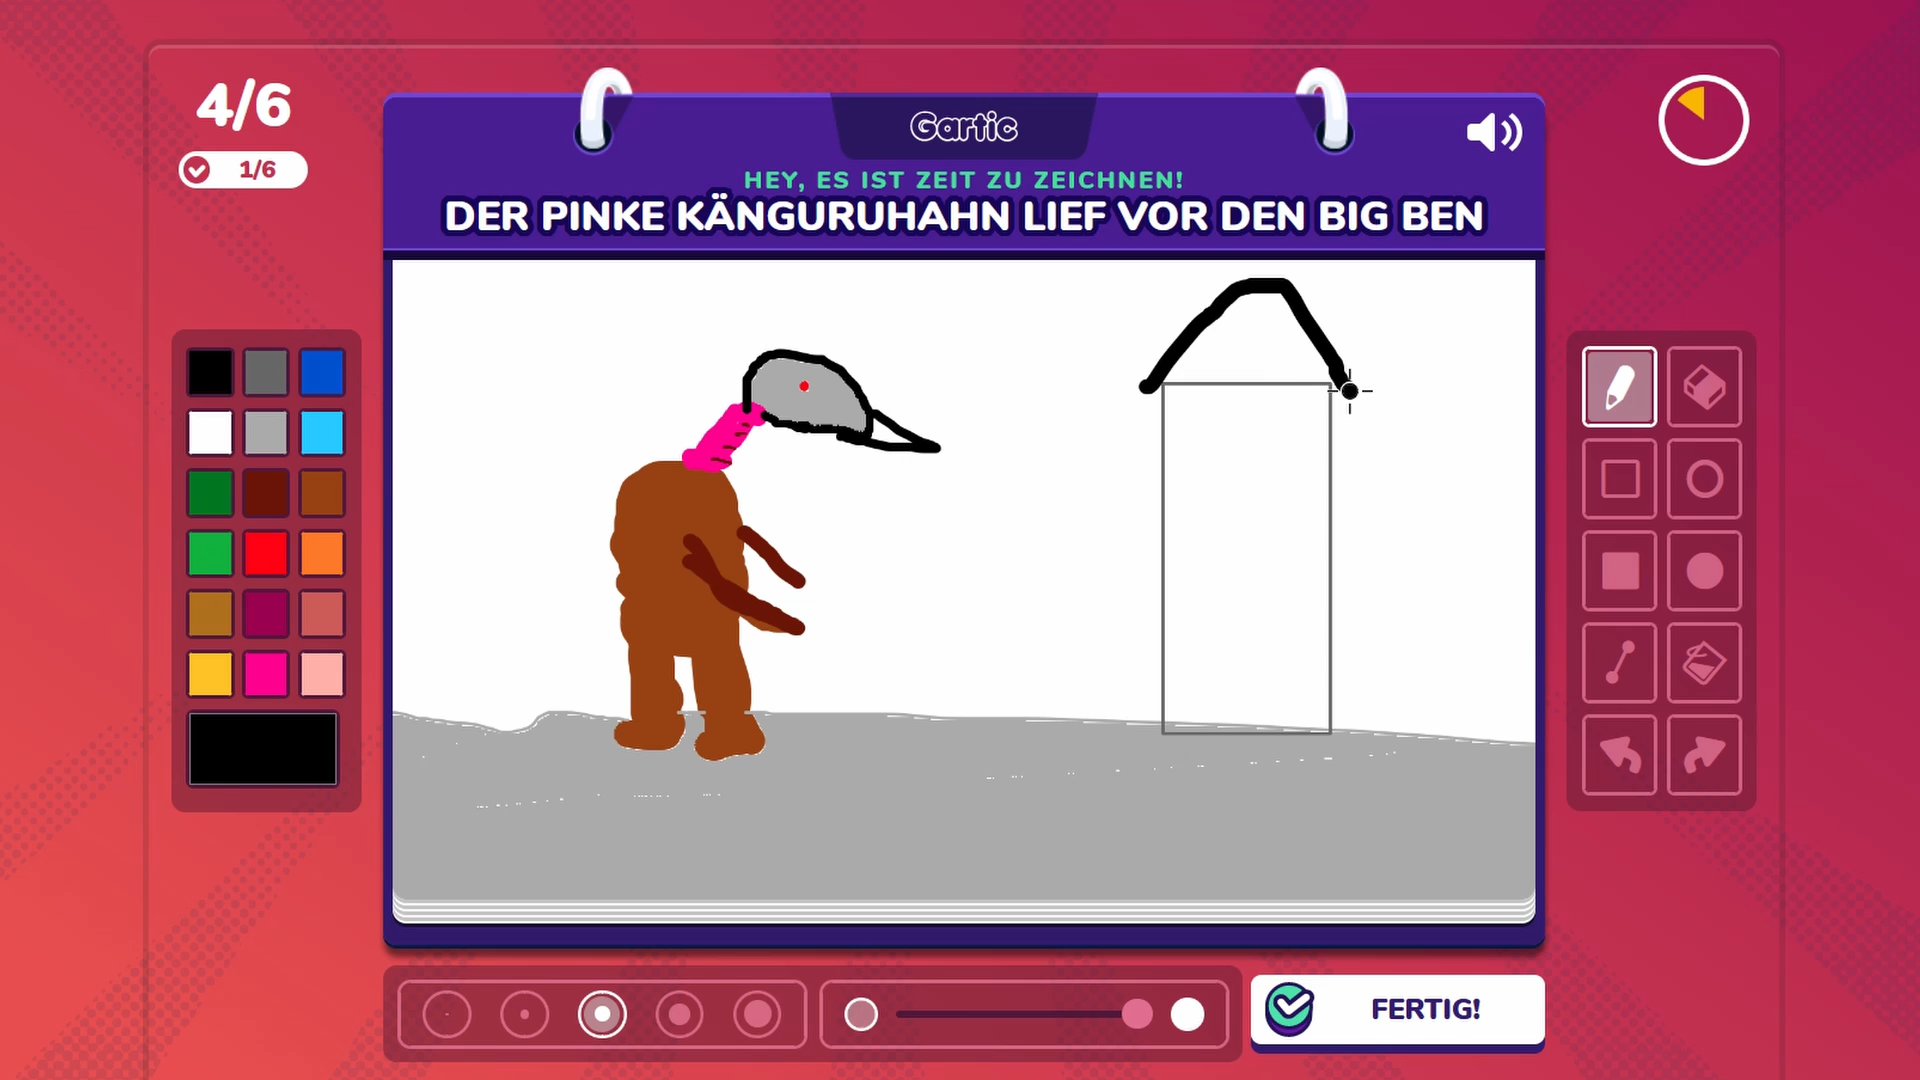 4/6
1/6
Gartic
HEY, ES IST ZEIT ZU ZEICHNEN!
DER PINKE KÄNGURUHAHN LIEF VOR DEN BIG BEN
FERTIG!